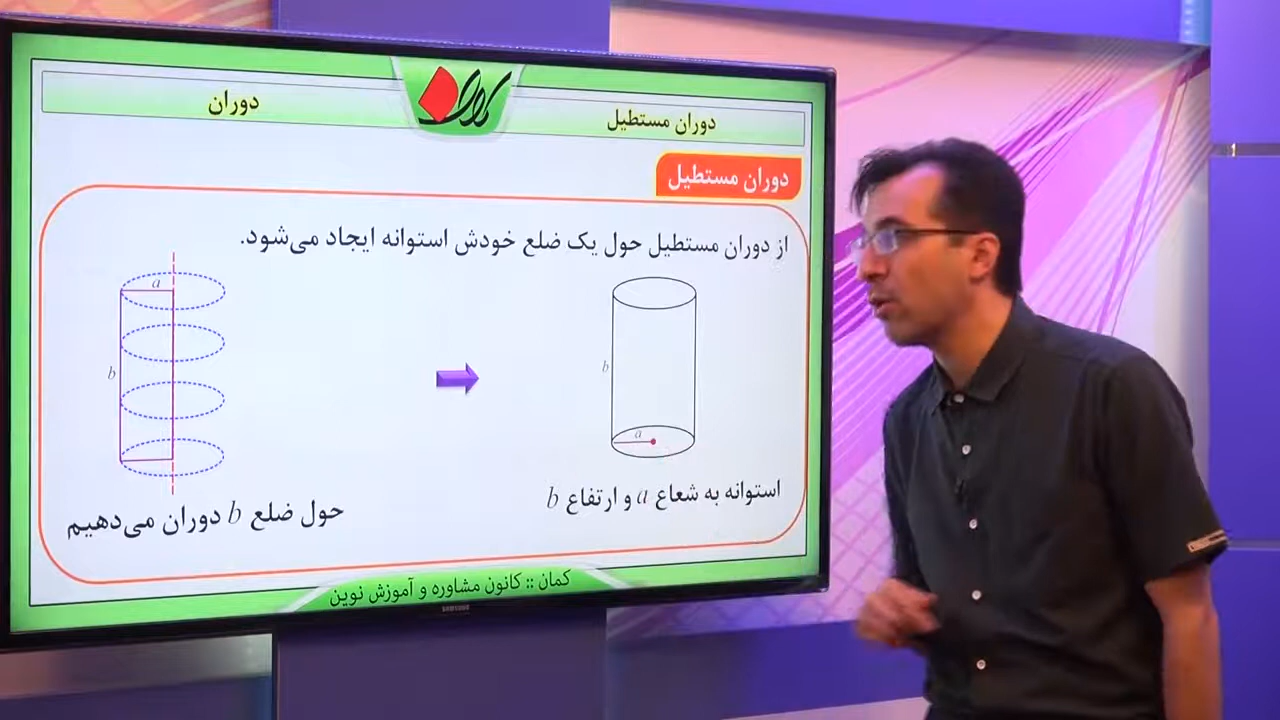 دوران مستطیل
دوران
کمان
دوران مستطیل
از دوران مستطیل حول یک ضلع خودش استوانه ایجاد می‌شود.
a
b
b
a
استوانه به شعاع a و ارتفاع b
حول ضلع b دوران می‌دهیم
کمان :: کانون مشاوره و آموزش نوین
SAMSUNG